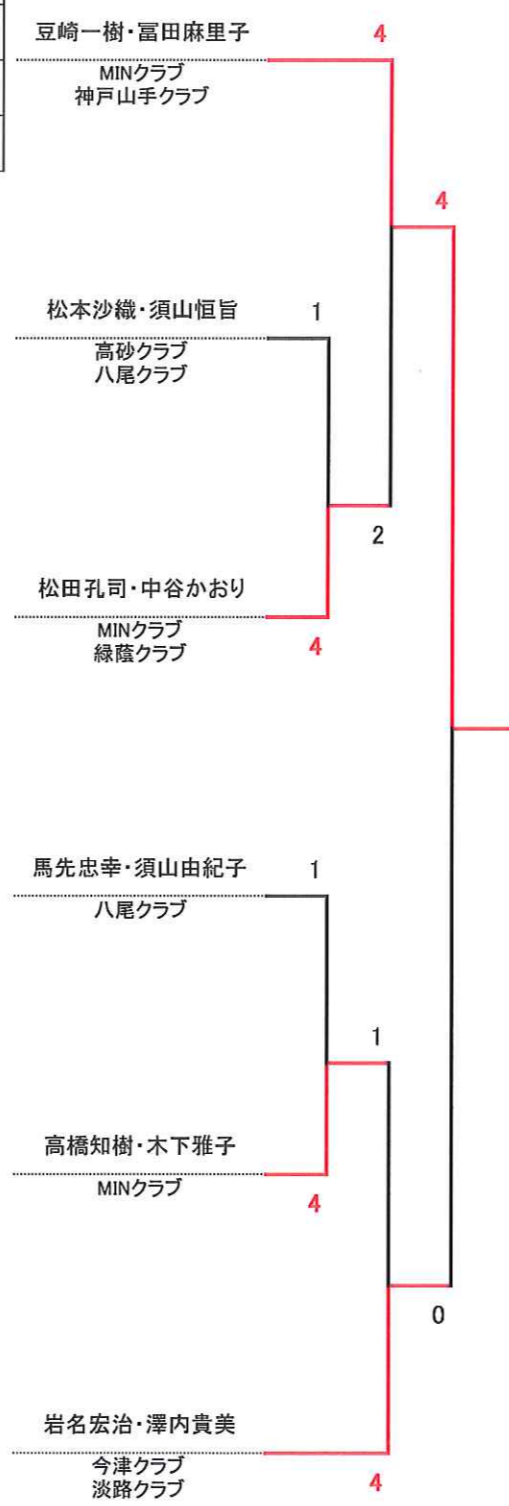 豆崎一樹・冨田麻里子
4
MINクラブ
神戸山手クラブ
4
松本沙織・須山恒旨
1
高砂クラブ
八尾クラブ
2
松田孔司・中谷かおり
MINクラブ
緑蔭クラブ
4
馬先忠幸・須山由紀子
1
八尾クラブ
1
高橋知樹・木下雅子
MINクラブ
4
0
岩名宏治・澤内貴美
今津クラブ
淡路クラブ
4